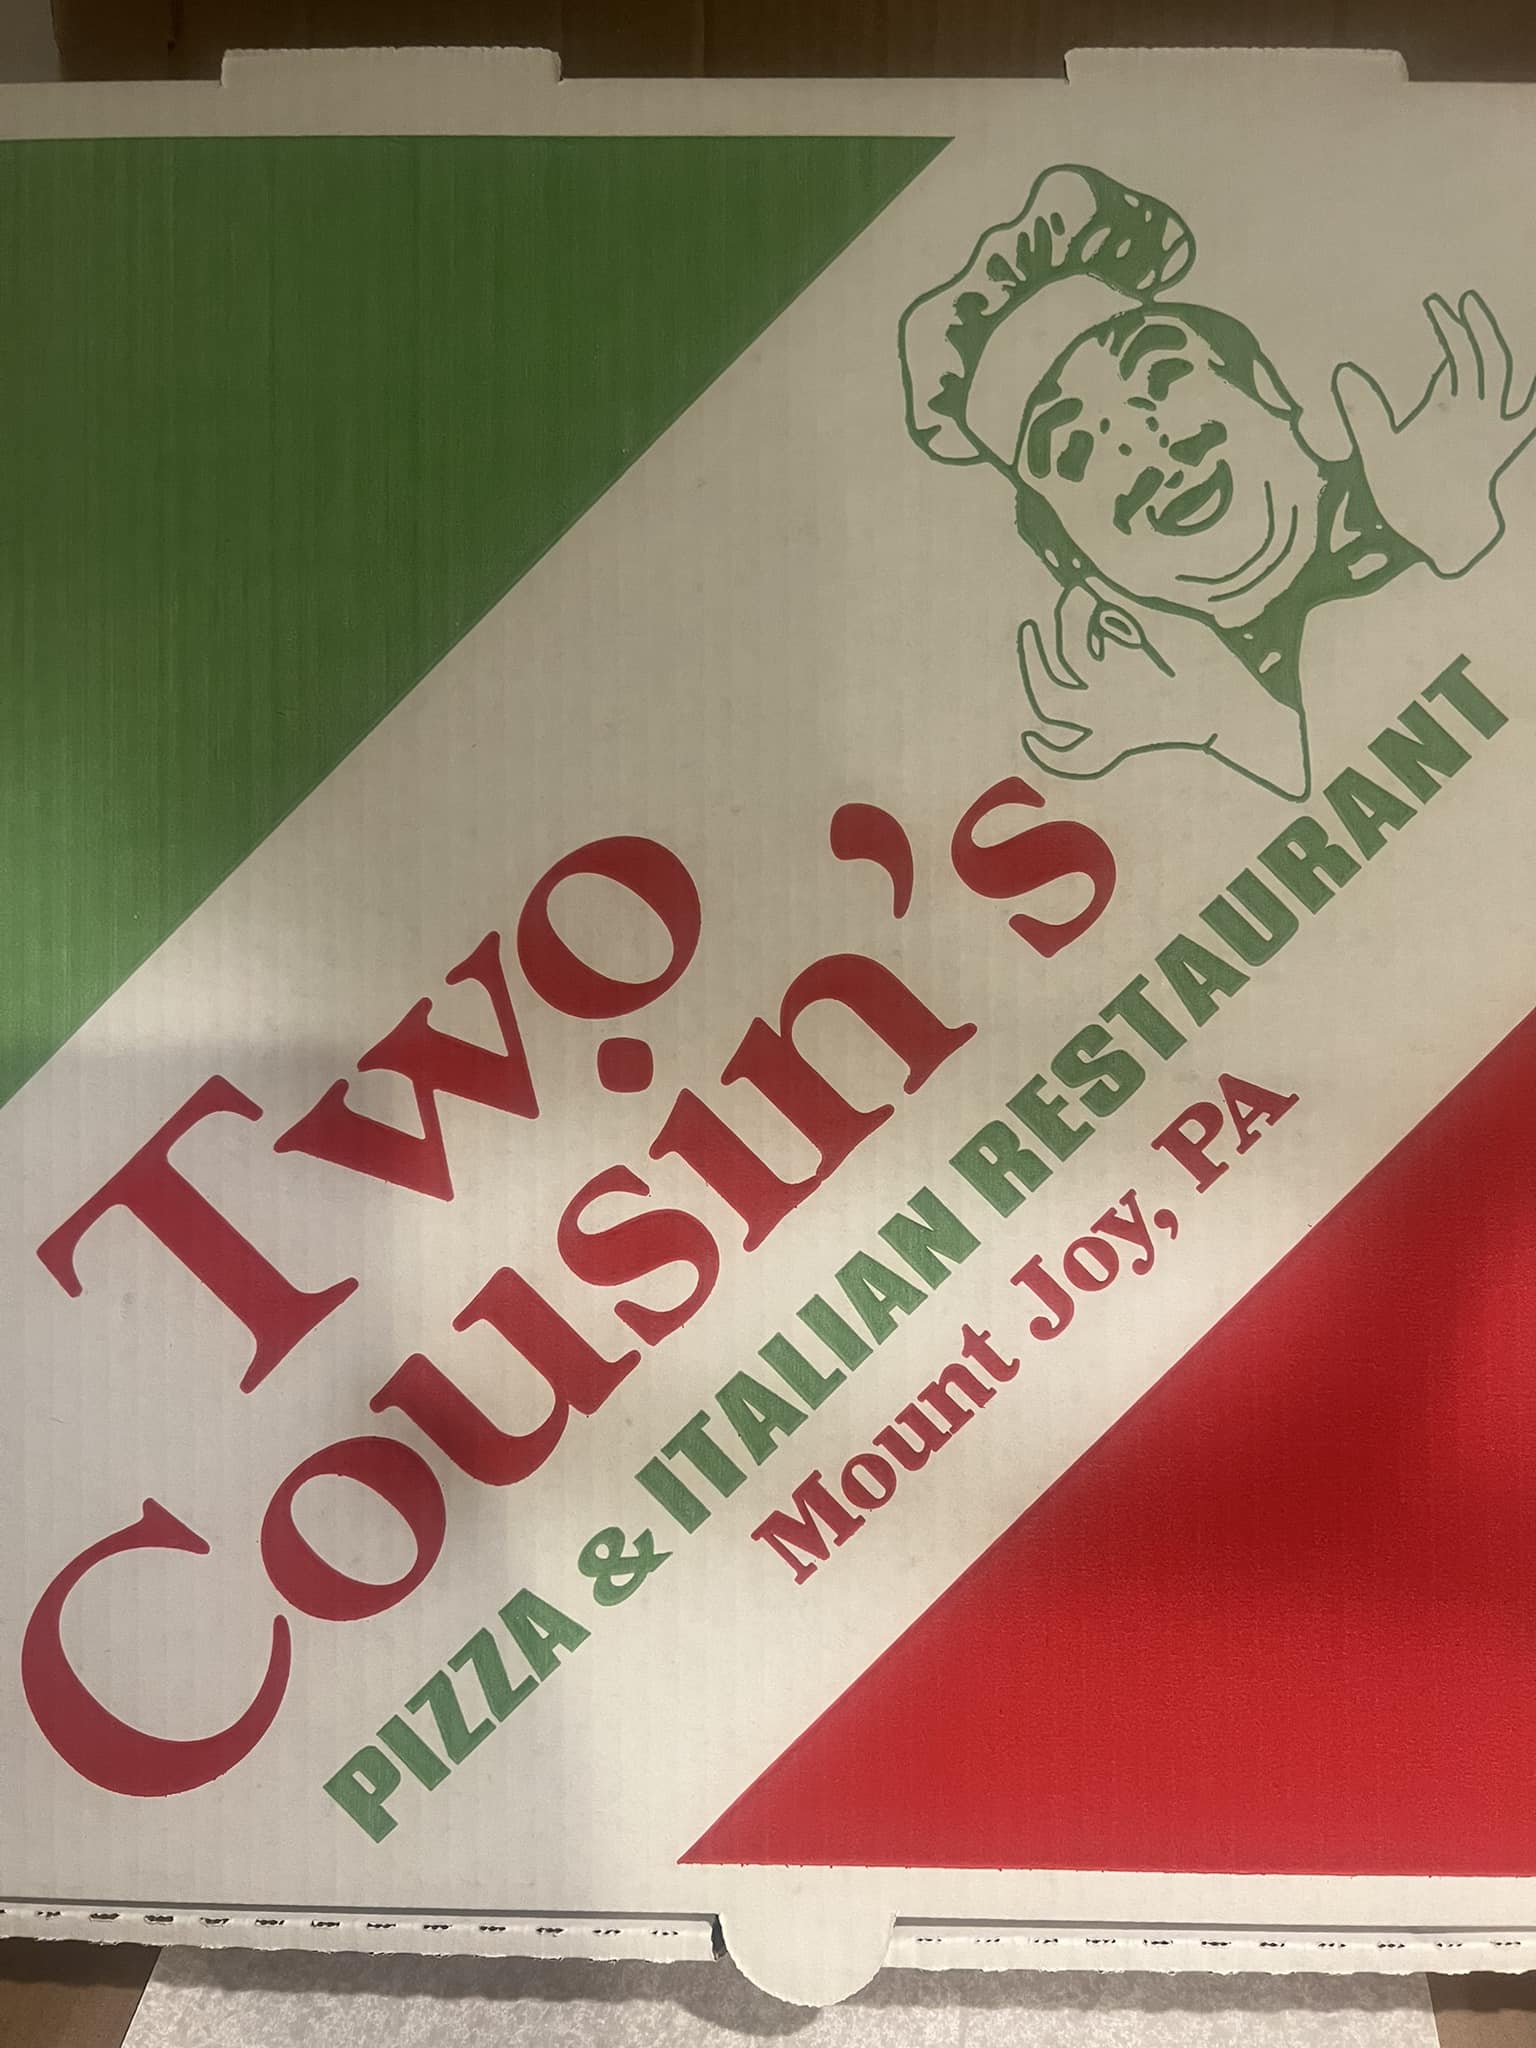 Two
Cousin's
PIZZA & ITALIAN RESTAURANT
Mount Joy, PA